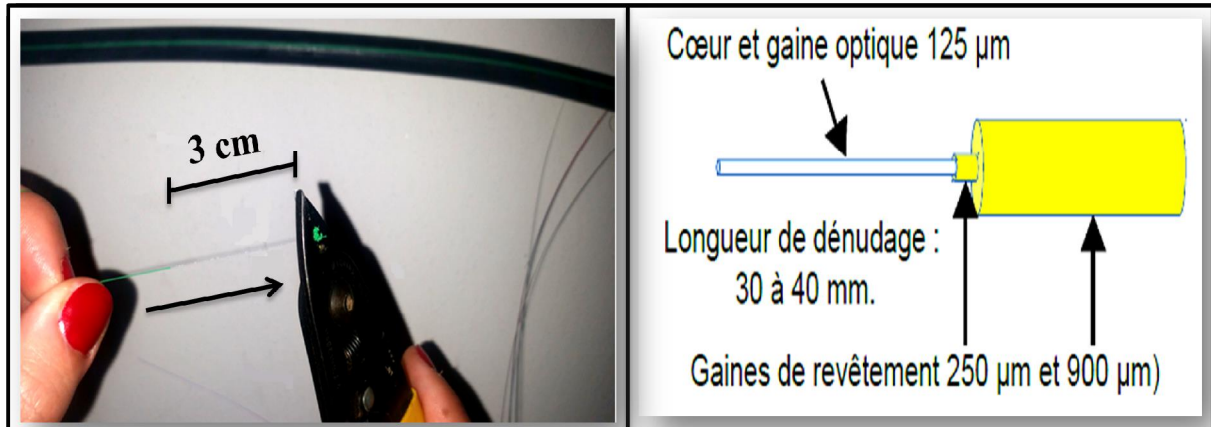 3 cm
Cœur et gaine optique 125 µm
Longueur de dénudage :
30 à 40 mm.
Gaines de revêtement 250 µm et 900 µm)